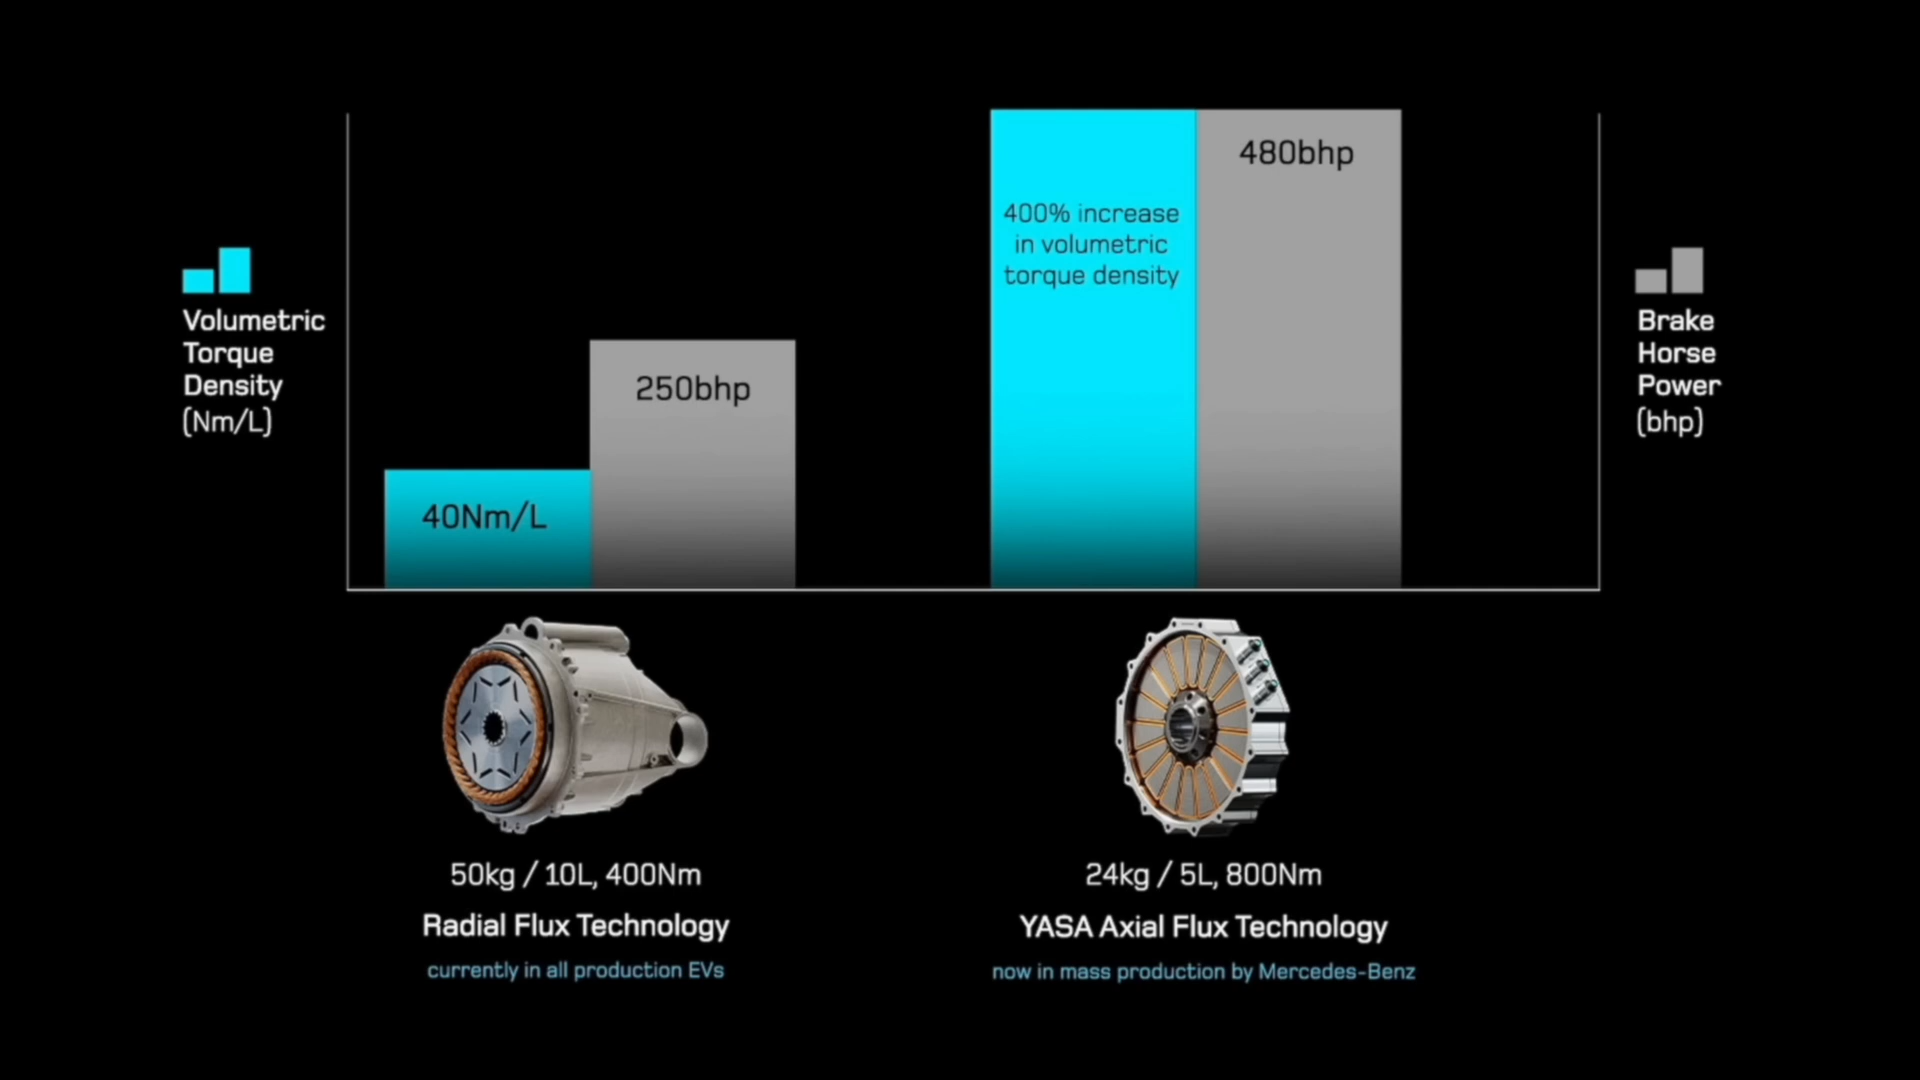 Volumetric
Torque
Density
(Nm/L)
40Nm/L
250bhp
400% increase
in volumetric
torque density
480bhp
Brake
Horse
Power
(bhp)
50kg / 10L, 400Nm
Radial Flux Technology
currently in all production EVs
24kg / 5L, 800Nm
YASA Axial Flux Technology
now in mass production by Mercedes-Benz